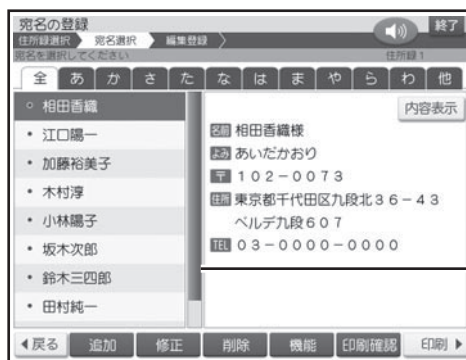 宛名の登録
終了
住所録選択 宛名選択 編集登録
宛名を選択してください 住所録1
全 あ か さ た な は ま や ら わ 他
相田香織
江口陽一
加藤裕美子
木村淳
小林陽子
坂木次郎
鈴木三四郎
田村純一
内容表示
名前 相田香織様
よみ あいだかおり
〒 102-0073
住所 東京都千代田区九段北36-43
ベルデ九段607
TEL 03-0000-0000
戻る 追加 修正 削除 機能 印刷確認 印刷